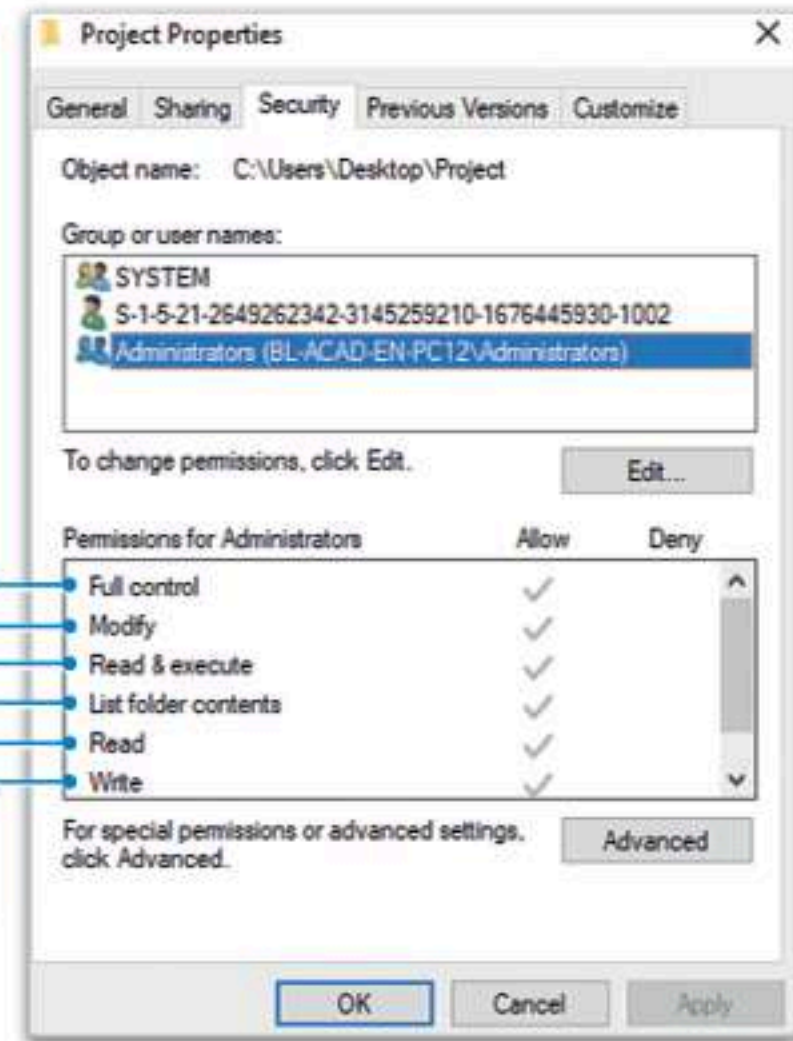 Project Properties
General Sharing Security Previous Versions Customize
Object name: C:\Users\Desktop\Project
Group or user names:
SYSTEM
S-1-5-21-2649262342-3145259210-1676445930-1002
Administrators (BL-ACAD-EN-PC12\Administrators)
To change permissions, click Edit.
Edit...
Permissions for Administrators Allow Deny
Full control
Modify
Read & execute
List folder contents
Read
Write
For special permissions or advanced settings,
click Advanced.
Advanced
OK Cancel Apply